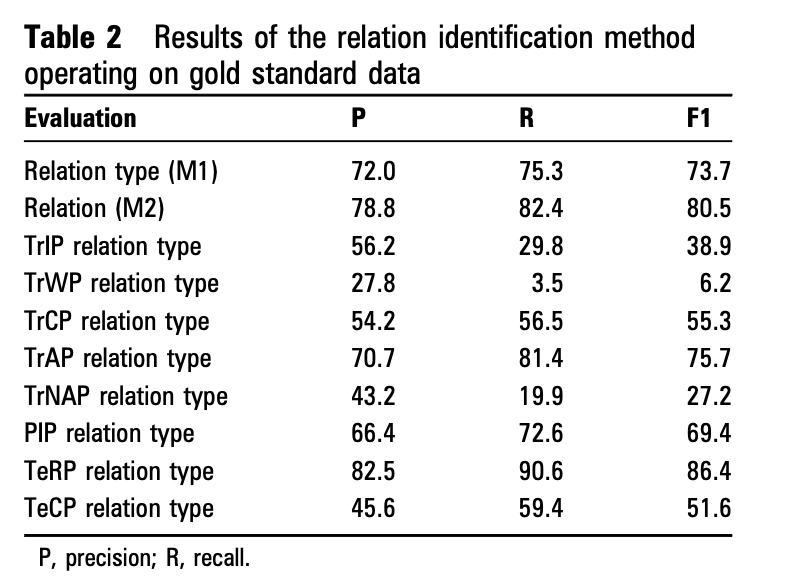 Table 2 Results of the relation identification method
operating on gold standard data
Evaluation P R F1
Relation type (M1) 72.0 75.3 73.7
Relation (M2) 78.8 82.4 80.5
TrIP relation type 56.2 29.8 38.9
TrWP relation type 27.8 3.5 6.2
TrCP relation type 54.2 56.5 55.3
TrAP relation type 70.7 81.4 75.7
TrNAP relation type 43.2 19.9 27.2
PIP relation type 66.4 72.6 69.4
TeRP relation type 82.5 90.6 86.4
TeCP relation type 45.6 59.4 51.6
P, precision; R, recall.